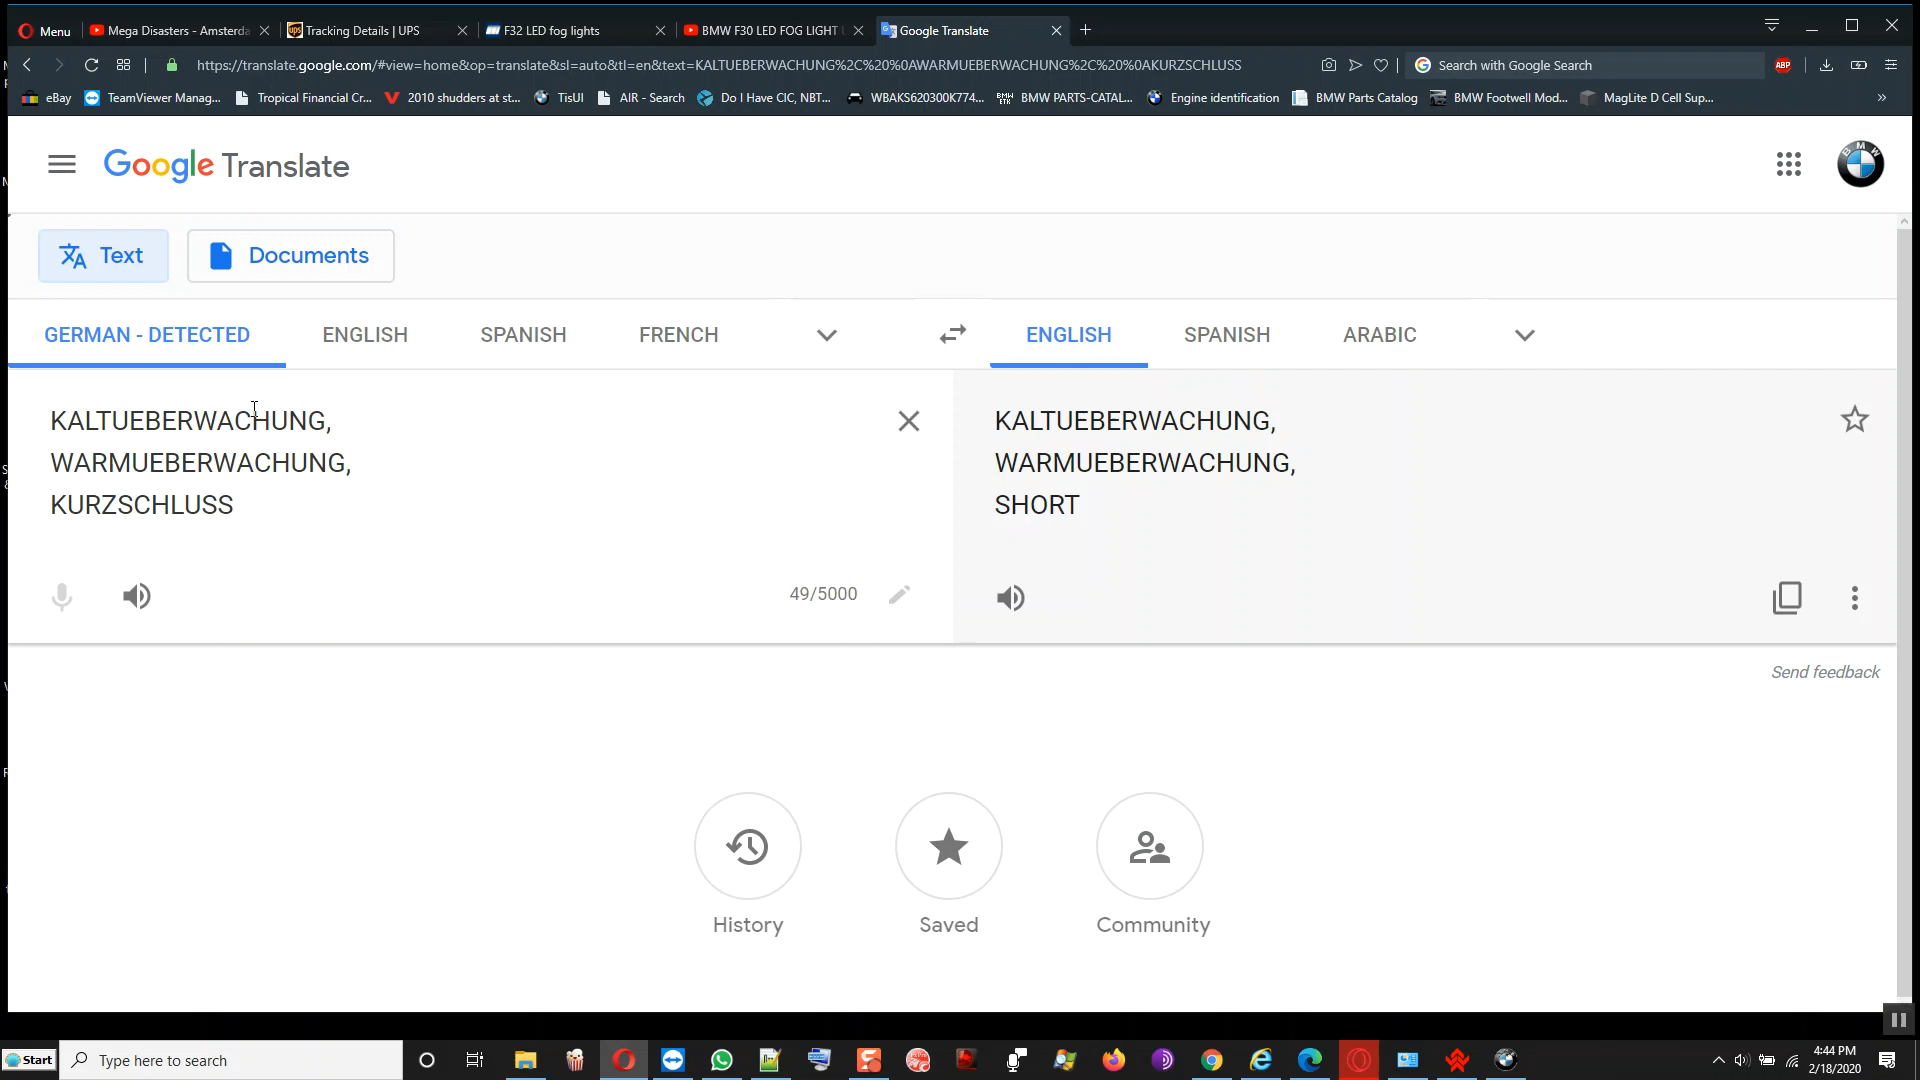 Menu
Mega Disasters - Amsterda
Tracking Details | UPS
F32 LED fog lights
BMW F30 LED FOG LIGHT U
Google Translate
https://translate.google.com/#view=home&op=translate&sl=auto&tl=en&text=KALTUEBERWACHUNG%2C%20%0AWARMUEBERWACHUNG%2C%20%0AKURZSCHLUSS
Search with Google Search
ABP
eBay
TeamViewer Manag...
Tropical Financial Cr...
2010 shudders at st...
TisUI
AIR - Search
Do I Have CIC, NBT...
WBAKS620300K774...
BMW PARTS-CATAL...
Engine identification
BMW Parts Catalog
BMW Footwell Mod...
MagLite D Cell Sup...
Google Translate
BMW
Text
Documents
GERMAN - DETECTED
ENGLISH
SPANISH
FRENCH
ENGLISH
SPANISH
ARABIC
KALTUEBERWACHUNG,
WARMUEBERWACHUNG,
KURZSCHLUSS
49/5000
KALTUEBERWACHUNG,
WARMUEBERWACHUNG,
SHORT
Send feedback
History
Saved
Community
Start
Type here to search
4:44 PM
2/18/2020